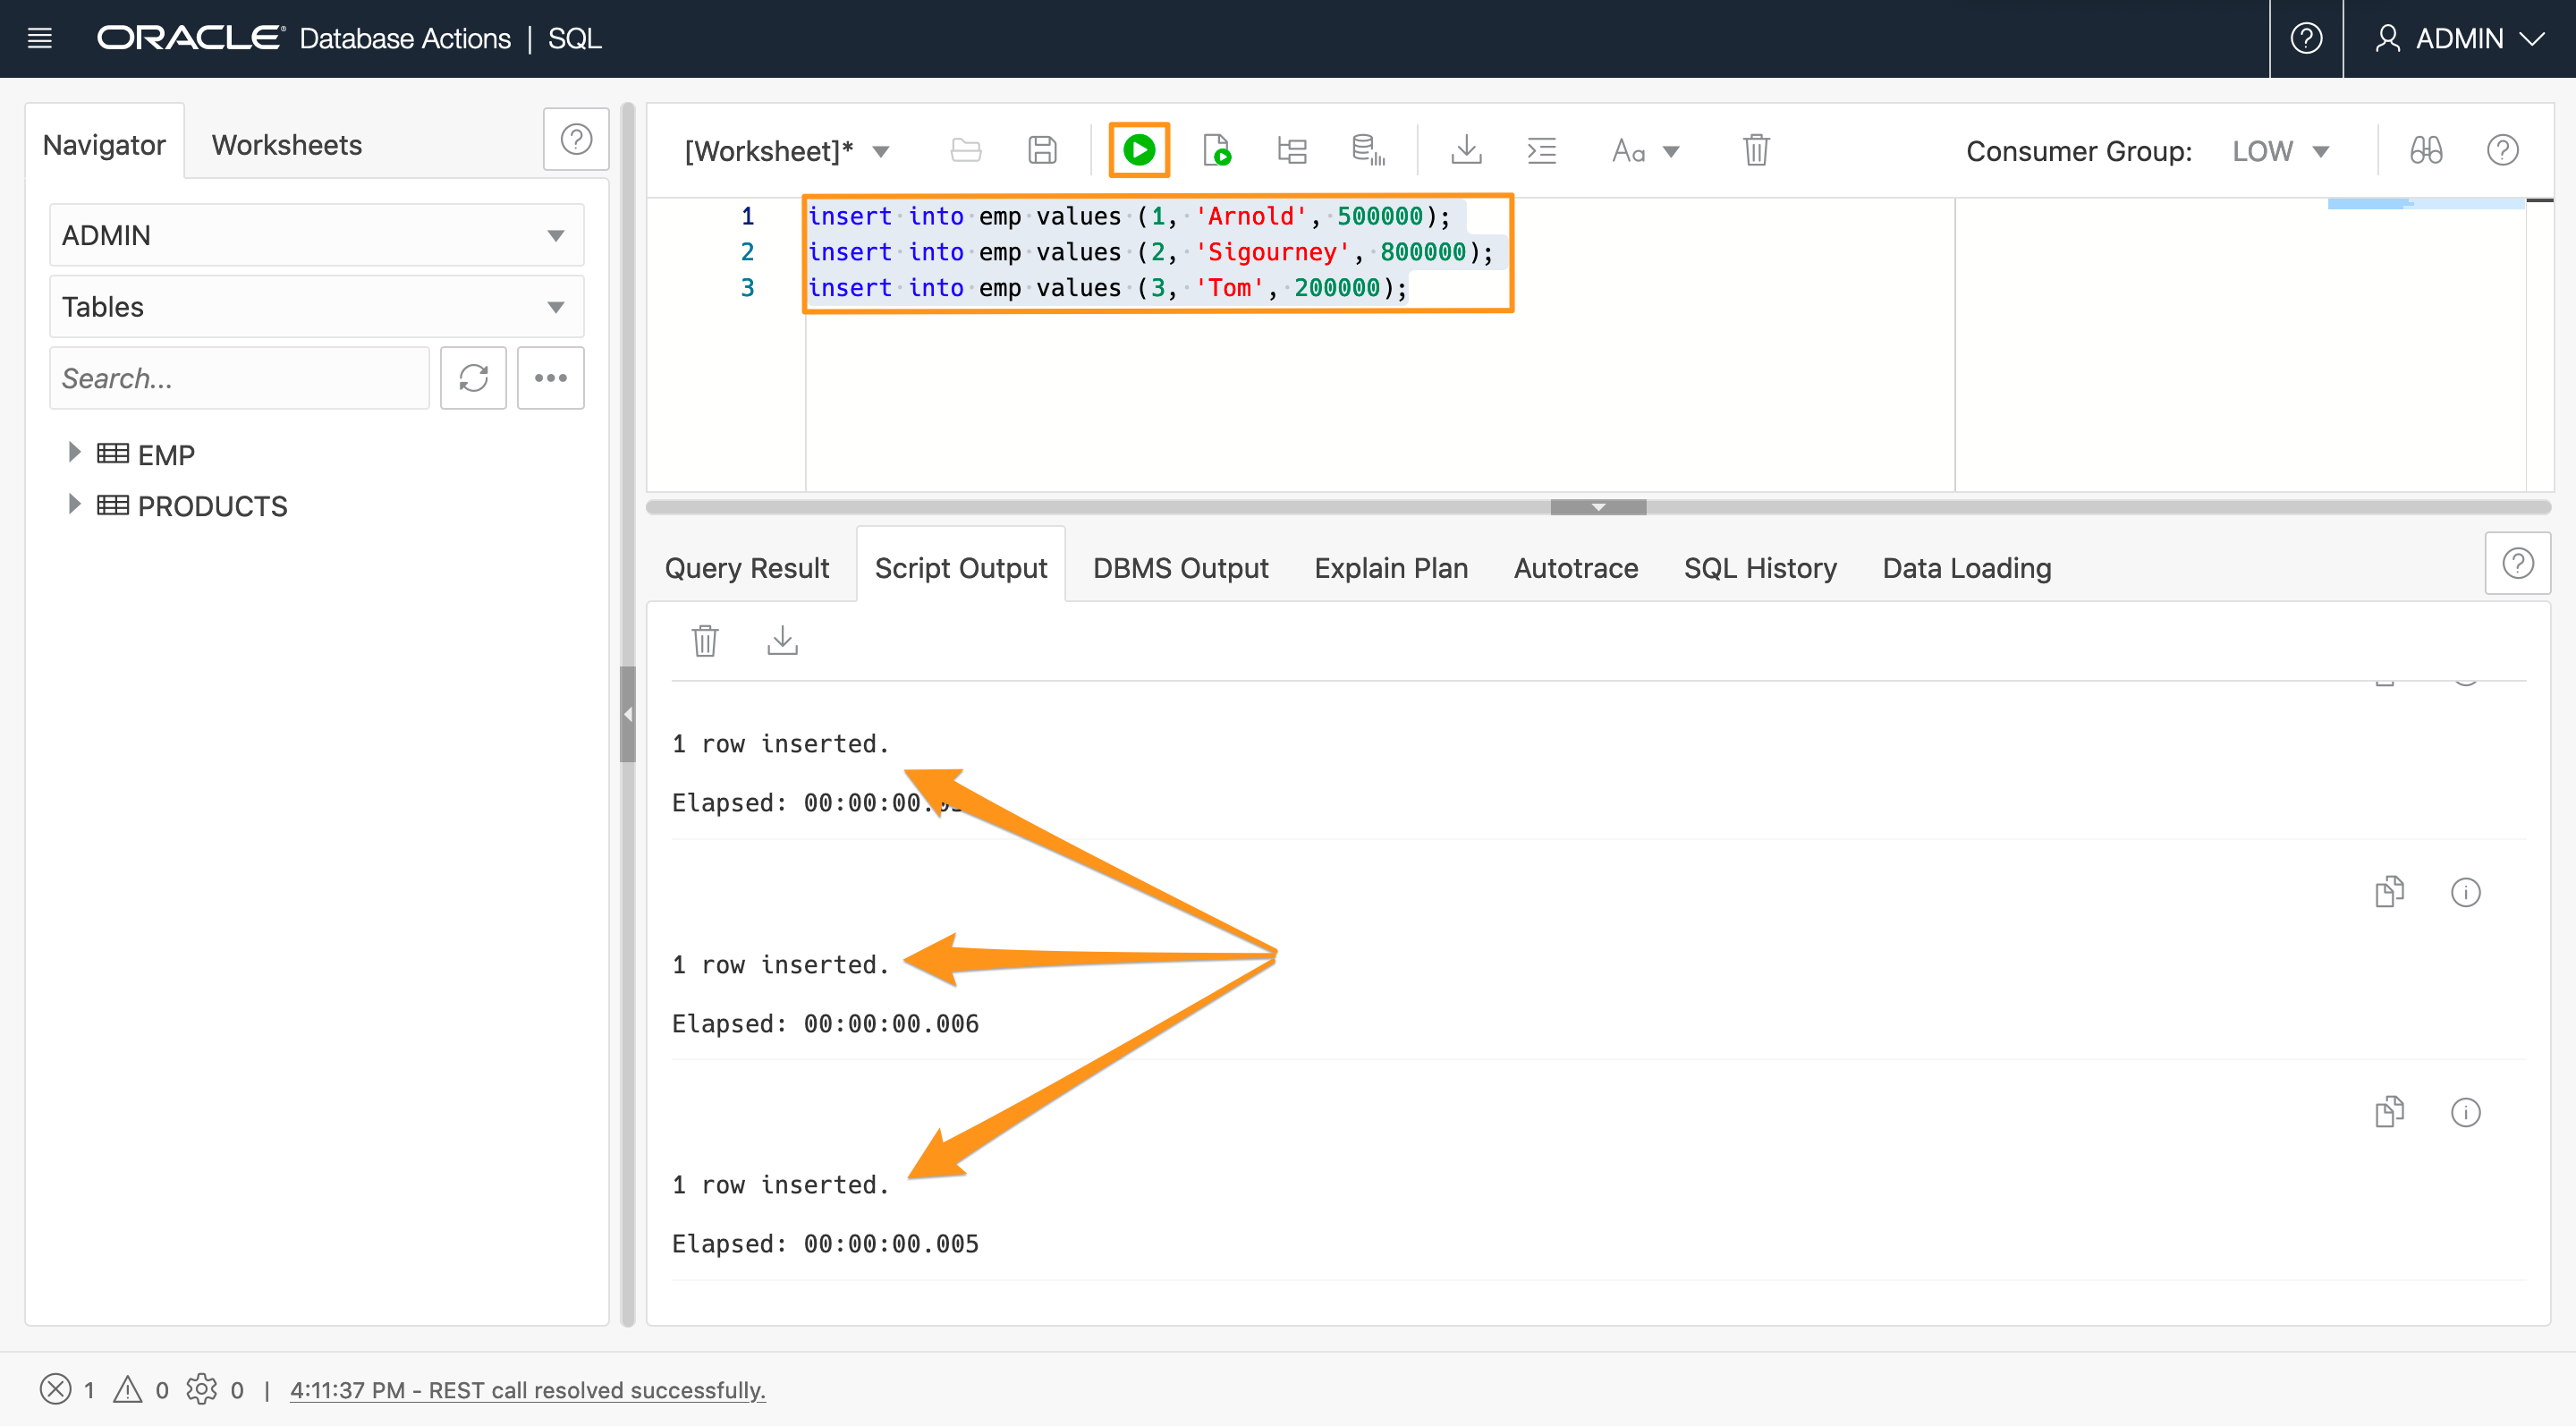 ORACLE Database Actions | SQL
ADMIN
Navigator
Worksheets
ADMIN
Tables
Search...
EMP
PRODUCTS
[Worksheet]*
Aa
Consumer Group: LOW
1 insert into emp values (1, 'Arnold', 500000);
2 insert into emp values (2, 'Sigourney', 800000);
3 insert into emp values (3, 'Tom', 200000);
Query Result
Script Output
DBMS Output
Explain Plan
Autotrace
SQL History
Data Loading
1 row inserted.
Elapsed:
1 row inserted.
Elapsed: 00:00:00.006
1 row inserted.
Elapsed: 00:00:00.005
1 0 0 | 4:11:37 PM - REST call resolved successfully.